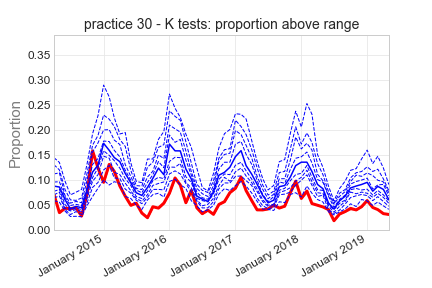 practice 30 - K tests: proportion above range
Proportion
0.35
0.30
0.25
0.20
0.15
0.10
0.05
0.00
January 2015
January 2016
January 2017
January 2018
January 2019